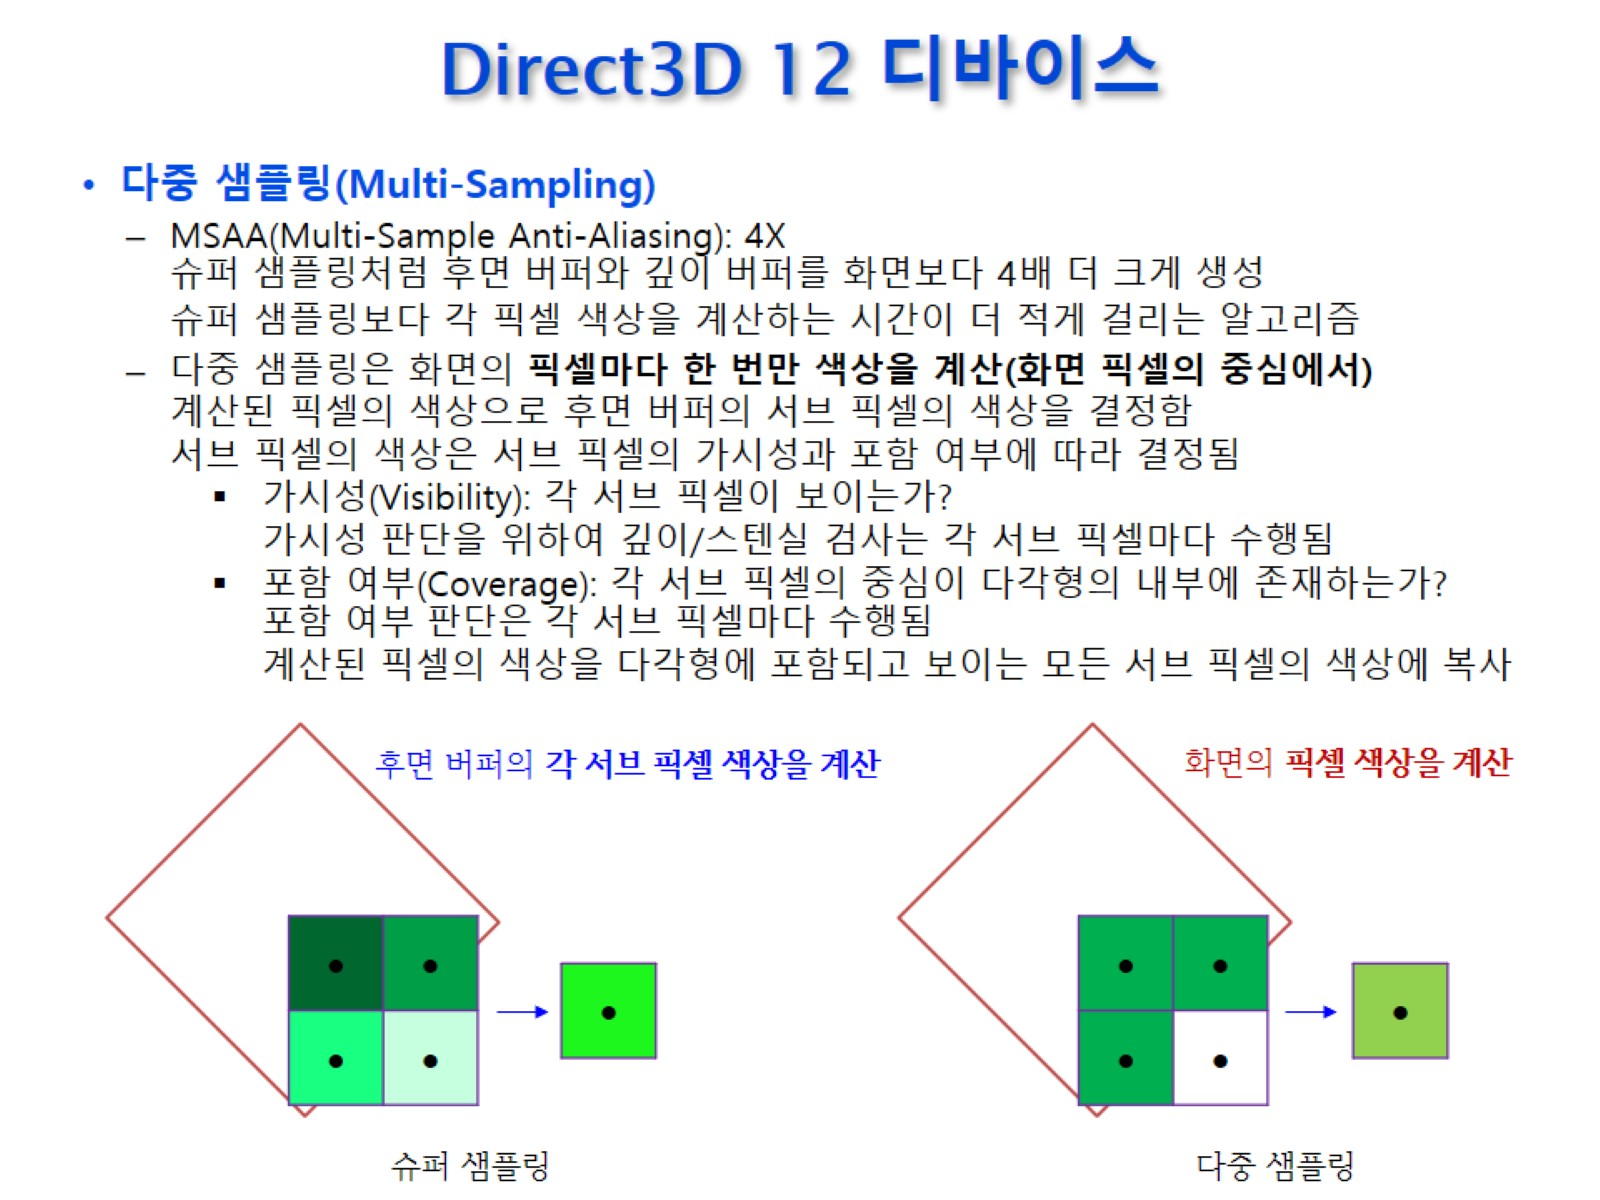 Direct3D 12 디바이스
• 다중 샘플링(Multi-Sampling)
– MSAA(Multi-Sample Anti-Aliasing): 4X
슈퍼 샘플링처럼 후면 버퍼와 깊이 버퍼를 화면보다 4배 더 크게 생성
슈퍼 샘플링보다 각 픽셀 색상을 계산하는 시간이 더 적게 걸리는 알고리즘
– 다중 샘플링은 화면의 픽셀마다 한 번만 색상을 계산(화면 픽셀의 중심에서)
계산된 픽셀의 색상으로 후면 버퍼의 서브 픽셀의 색상을 결정함
서브 픽셀의 색상은 서브 픽셀의 가시성과 포함 여부에 따라 결정됨
▪ 가시성(Visibility): 각 서브 픽셀이 보이는가?
가시성 판단을 위하여 깊이/스텐실 검사는 각 서브 픽셀마다 수행됨
▪ 포함 여부(Coverage): 각 서브 픽셀의 중심이 다각형의 내부에 존재하는가?
포함 여부 판단은 각 서브 픽셀마다 수행됨
계산된 픽셀의 색상을 다각형에 포함되고 보이는 모든 서브 픽셀의 색상에 복사
후면 버퍼의 각 서브 픽셀 색상을 계산
화면의 픽셀 색상을 계산
슈퍼 샘플링
다중 샘플링